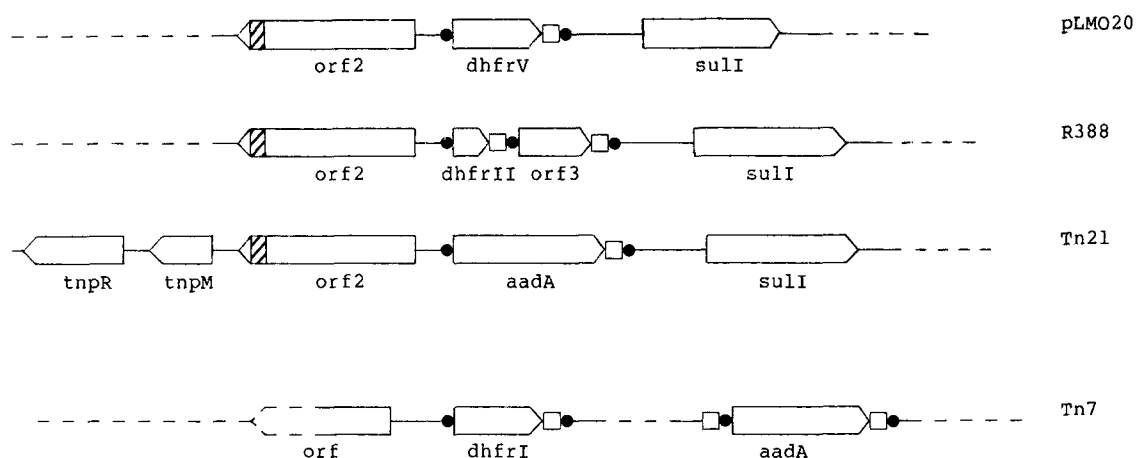 pLMO20
orf2 dhfrV sulI
R388
orf2 dhfrII orf3 sulI
Tn21
tnpR tnpM orf2 aadA sulI
Tn7
orf dhfrI aadA